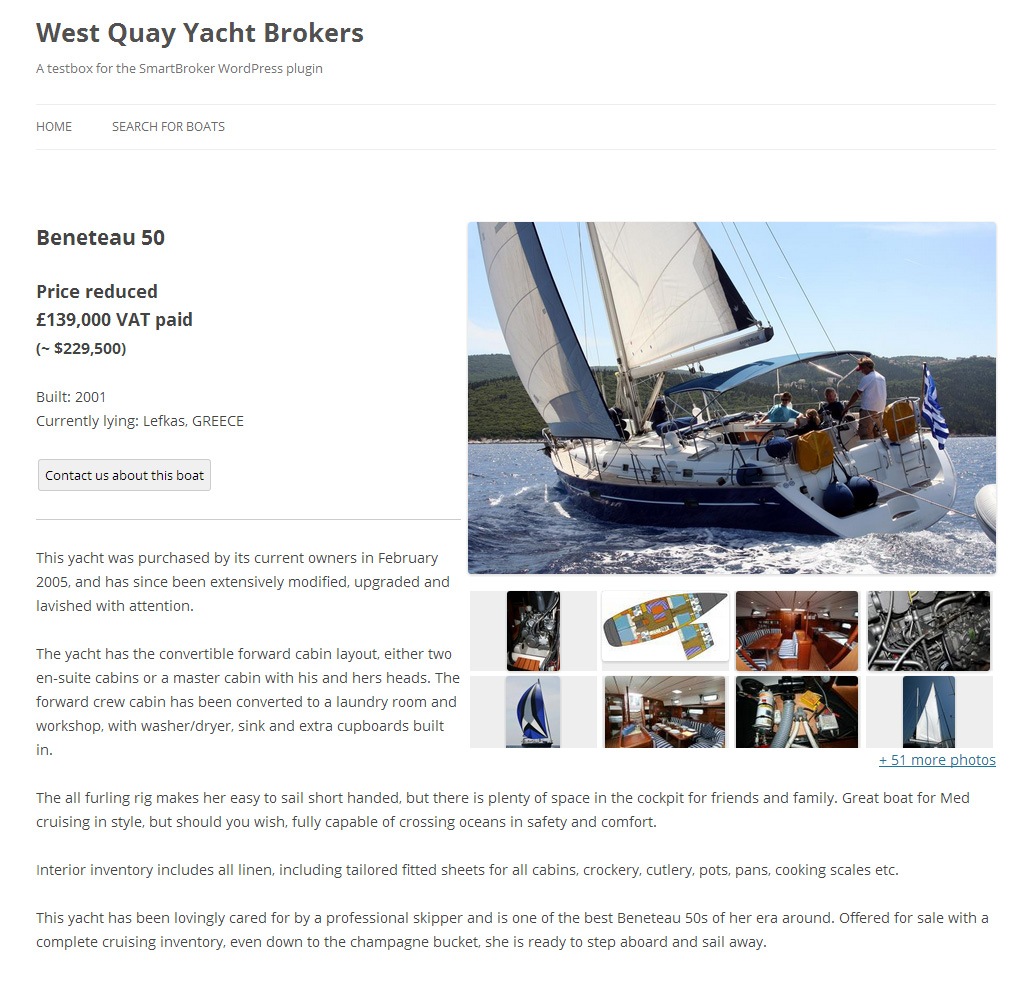 West Quay Yacht Brokers
A testbox for the SmartBroker WordPress plugin
HOME
SEARCH FOR BOATS
Beneteau 50
Price reduced
£139,000 VAT paid
(~ $229,500)
Built: 2001
Currently lying: Lefkas, GREECE
Contact us about this boat
This yacht was purchased by its current owners in February
2005, and has since been extensively modified, upgraded and
lavished with attention.
The yacht has the convertible forward cabin layout, either two
en-suite cabins or a master cabin with his and hers heads. The
forward crew cabin has been converted to a laundry room and
workshop, with washer/dryer, sink and extra cupboards built
in.
+ 51 more photos
The all furling rig makes her easy to sail short handed, but there is plenty of space in the cockpit for friends and family. Great boat for Med
cruising in style, but should you wish, fully capable of crossing oceans in safety and comfort.
Interior inventory includes all linen, including tailored fitted sheets for all cabins, crockery, cutlery, pots, pans, cooking scales etc.
This yacht has been lovingly cared for by a professional skipper and is one of the best Beneteau 50s of her era around. Offered for sale with a
complete cruising inventory, even down to the champagne bucket, she is ready to step aboard and sail away.